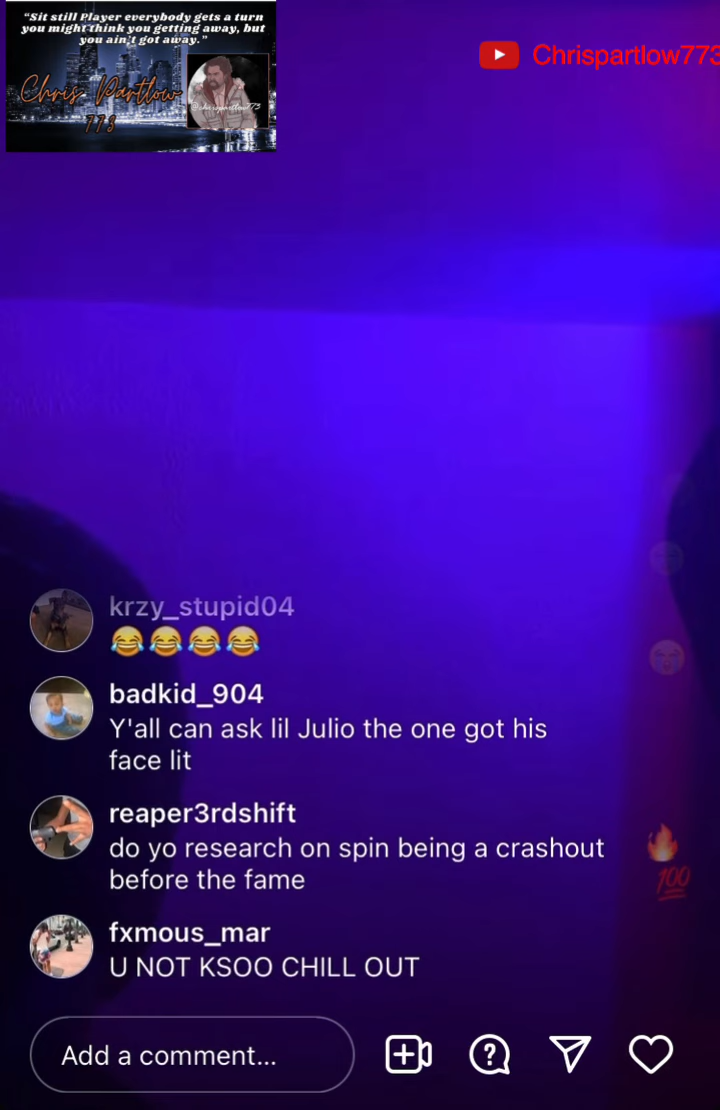 “Sit still Player everybody gets a turn
you might think you getting away, but
you ain't got away.”
Chris Partlow
773
@chrispartlow773
Chrispartlow773
krzy_stupid04
😂😂😂😂
badkid_904
Y'all can ask lil Julio the one got his
face lit
reaper3rdshift
do yo research on spin being a crashout
before the fame
💯
fxmous_mar
U NOT KSOO CHILL OUT
Add a comment...